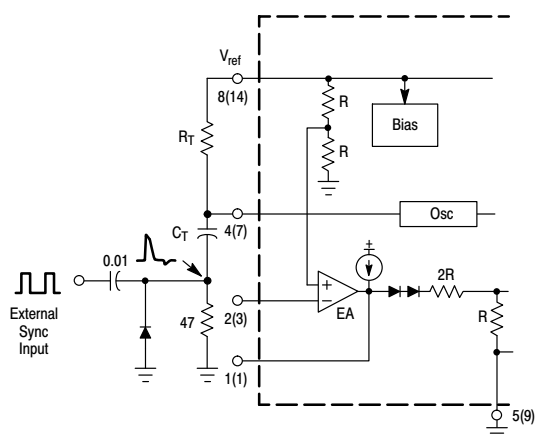 V_ref
8(14)
R
Bias
R_T
R
Osc
4(7)
C_T
0.01
2R
+
−
EA
R
External
Sync
Input
47
2(3)
1(1)
5(9)